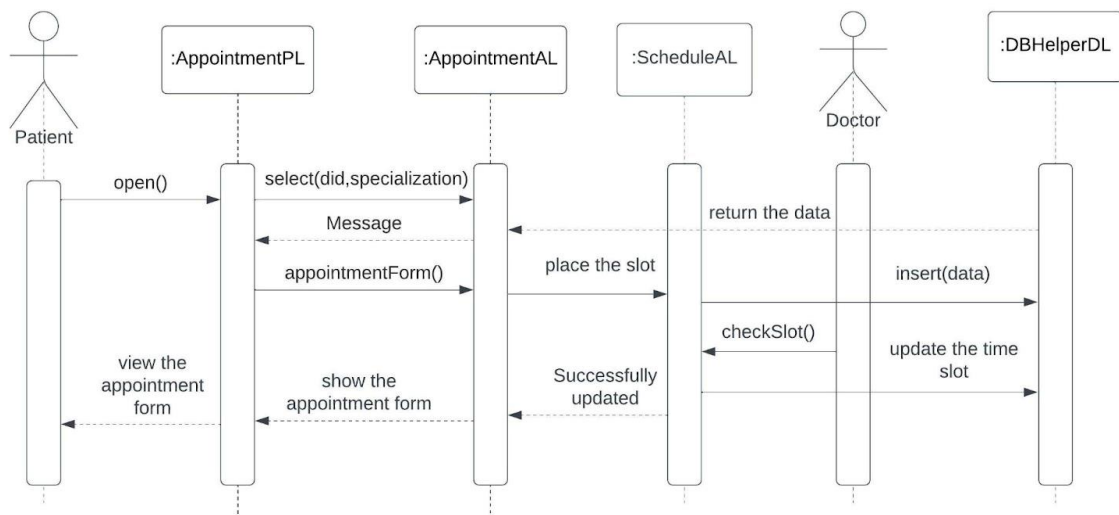 :AppointmentPL
:AppointmentAL
:ScheduleAL
:DBHelperDL
Patient
Doctor
open()
select(did,specialization)
return the data
Message
appointmentForm()
place the slot
insert(data)
checkSlot()
update the time
slot
view the
appointment
form
show the
appointment form
Successfully
updated